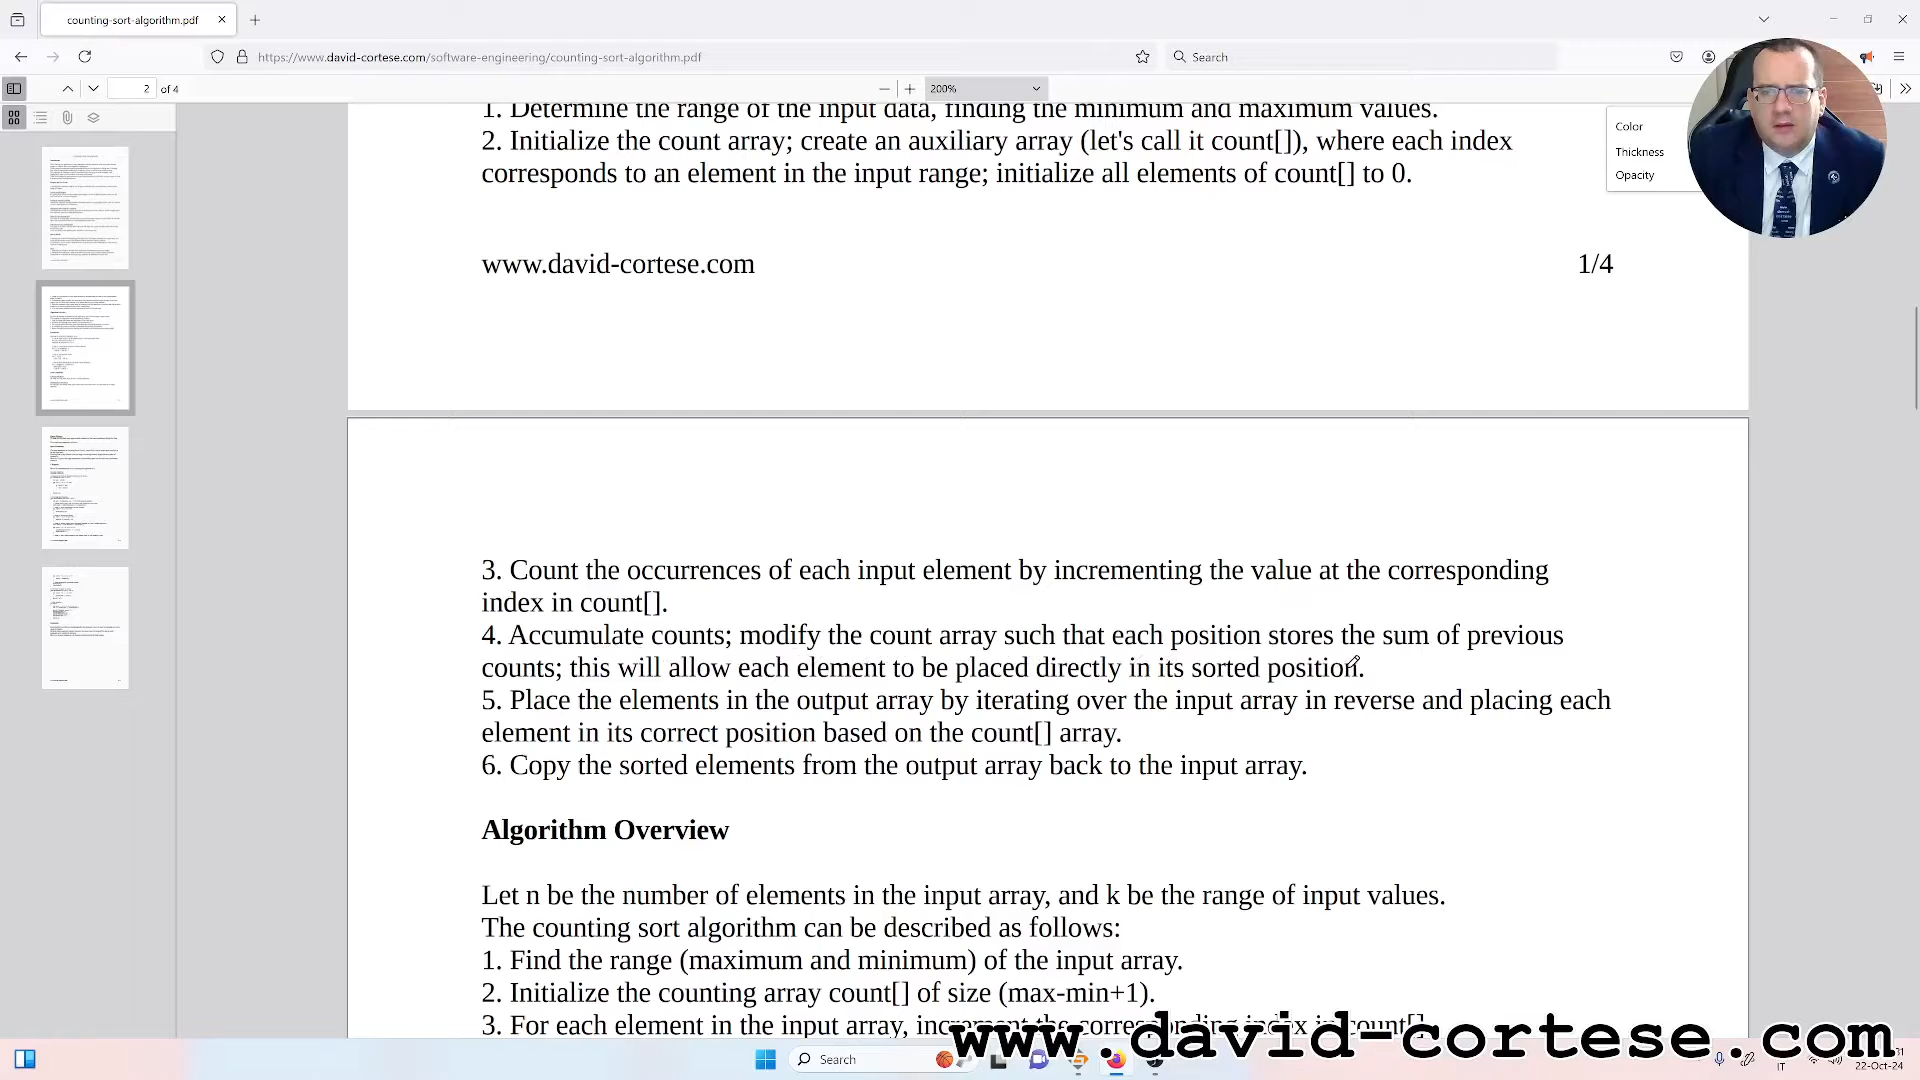 counting-sort-algorithm.pdf
https://www.david-cortese.com/software-engineering/counting-sort-algorithm.pdf
Search
2 of 4
200%
Color
Thickness
Opacity
1. Determine the range of the input data, finding the minimum and maximum values.
2. Initialize the count array; create an auxiliary array (let's call it count[]), where each index
corresponds to an element in the input range; initialize all elements of count[] to 0.
www.david-cortese.com 1/4
3. Count the occurrences of each input element by incrementing the value at the corresponding
index in count[].
4. Accumulate counts; modify the count array such that each position stores the sum of previous
counts; this will allow each element to be placed directly in its sorted position.
5. Place the elements in the output array by iterating over the input array in reverse and placing each
element in its correct position based on the count[] array.
6. Copy the sorted elements from the output array back to the input array.
Algorithm Overview
Let n be the number of elements in the input array, and k be the range of input values.
The counting sort algorithm can be described as follows:
1. Find the range (maximum and minimum) of the input array.
2. Initialize the counting array count[] of size (max-min+1).
3. For each element in the input array, increment the corresponding index in count[].
www.david-cortese.com
Search
IT
22-Oct-24